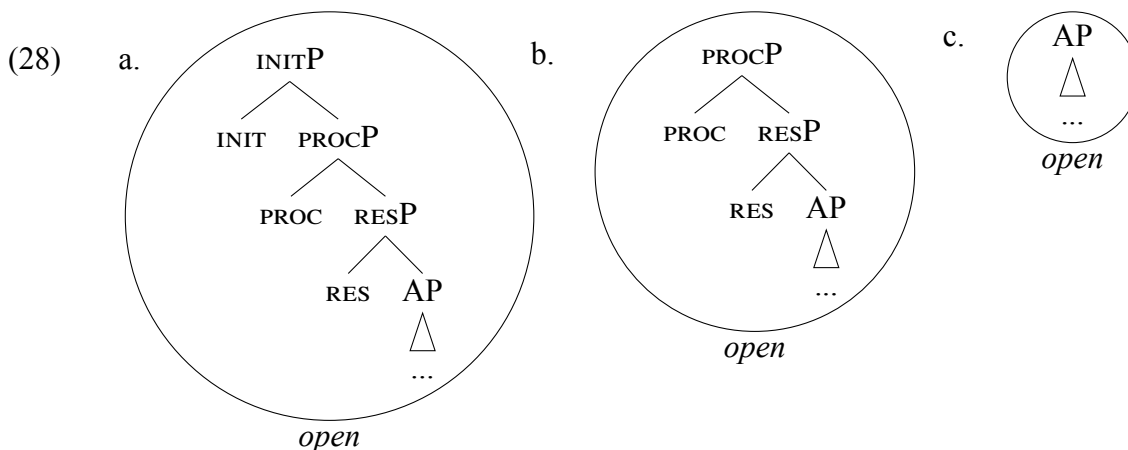 (28) a. b. c.
INITP
INIT PROCP
PROC RESP
RES AP
...
open
PROCP
PROC RESP
RES AP
...
open
AP
...
open